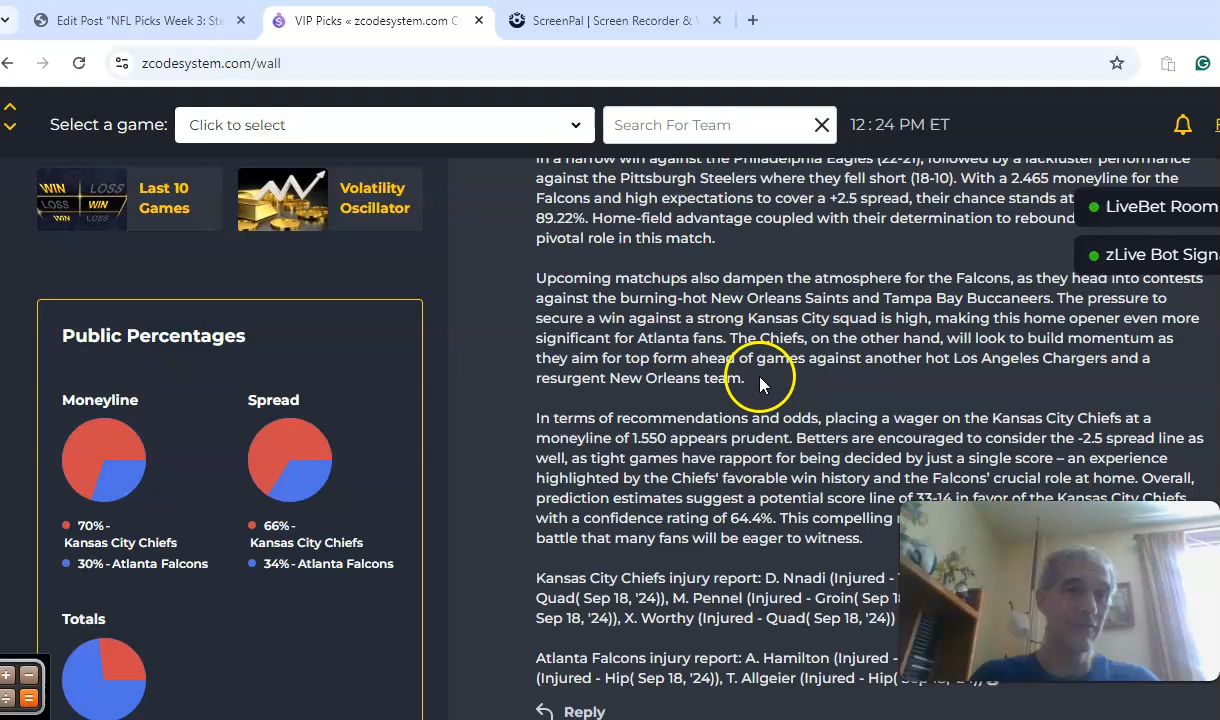 Edit Post "NFL Picks Week 3: Ste
VIP Picks « zcodesystem.com C
ScreenPal | Screen Recorder &
zcodesystem.com/wall
Select a game:
Click to select
Search For Team
12 : 24 PM ET
Last 10
Games
Volatility
Oscillator
WIN LOSS
LOSS WIN
WIN
Public Percentages
Moneyline
Spread
70% -
Kansas City Chiefs
30% - Atlanta Falcons
66% -
Kansas City Chiefs
34% - Atlanta Falcons
Totals
in a narrow win against the Philadelphia Eagles (22-21), followed by a lackluster performance
against the Pittsburgh Steelers where they fell short (18-10). With a 2.465 moneyline for the
Falcons and high expectations to cover a +2.5 spread, their chance stands at
89.22%. Home-field advantage coupled with their determination to rebound
pivotal role in this match.
LiveBet Room
zLive Bot Sign
Upcoming matchups also dampen the atmosphere for the Falcons, as they head into contests
against the burning-hot New Orleans Saints and Tampa Bay Buccaneers. The pressure to
secure a win against a strong Kansas City squad is high, making this home opener even more
significant for Atlanta fans. The Chiefs, on the other hand, will look to build momentum as
they aim for top form ahead of games against another hot Los Angeles Chargers and a
resurgent New Orleans team.
In terms of recommendations and odds, placing a wager on the Kansas City Chiefs at a
moneyline of 1.550 appears prudent. Betters are encouraged to consider the -2.5 spread line as
well, as tight games have rapport for being decided by just a single score – an experience
highlighted by the Chiefs' favorable win history and the Falcons' crucial role at home. Overall,
prediction estimates suggest a potential score line of 33-14 in favor of the Kansas City Chiefs
with a confidence rating of 64.4%. This compelling
battle that many fans will be eager to witness.
Kansas City Chiefs injury report: D. Nnadi (Injured -
Quad( Sep 18, '24)), M. Pennel (Injured - Groin( Sep 18
Sep 18, '24)), X. Worthy (Injured - Quad( Sep 18, '24))
Atlanta Falcons injury report: A. Hamilton (Injured -
(Injured - Hip( Sep 18, '24)), T. Allgeier (Injured - Hip(
Reply